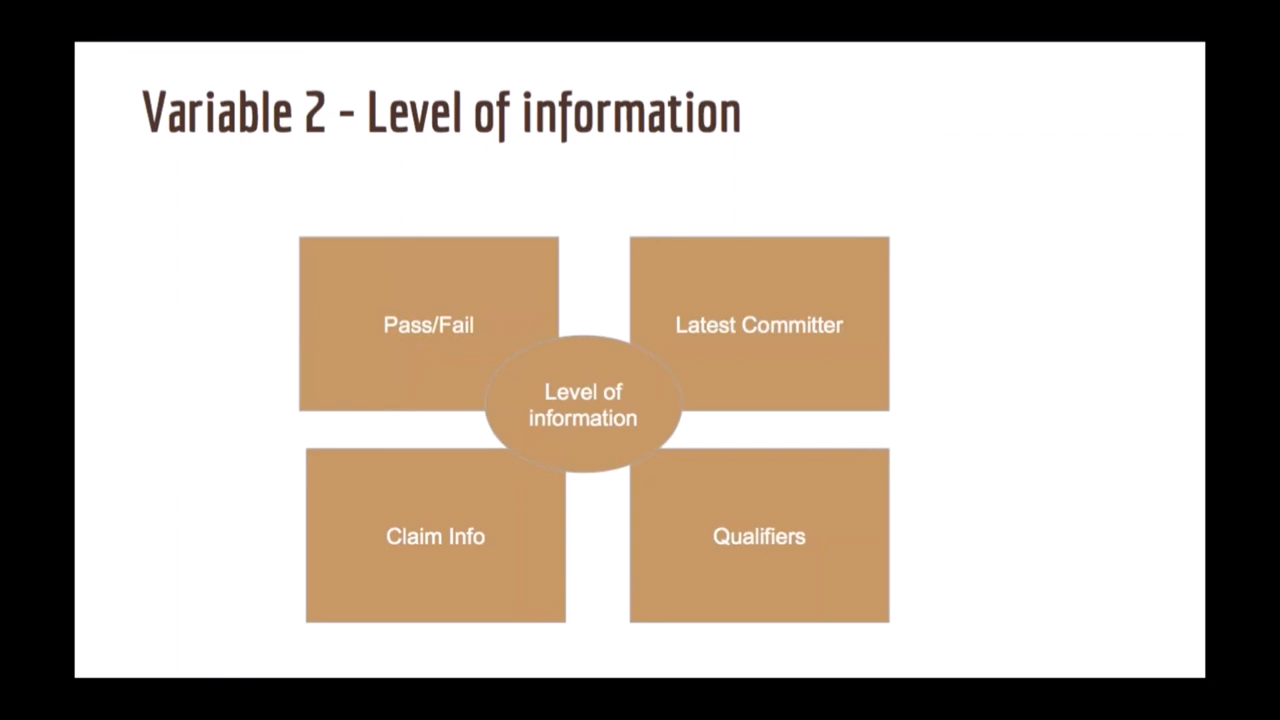 Variable 2 - Level of information
Pass/Fail
Latest Committer
Level of
information
Claim Info
Qualifiers